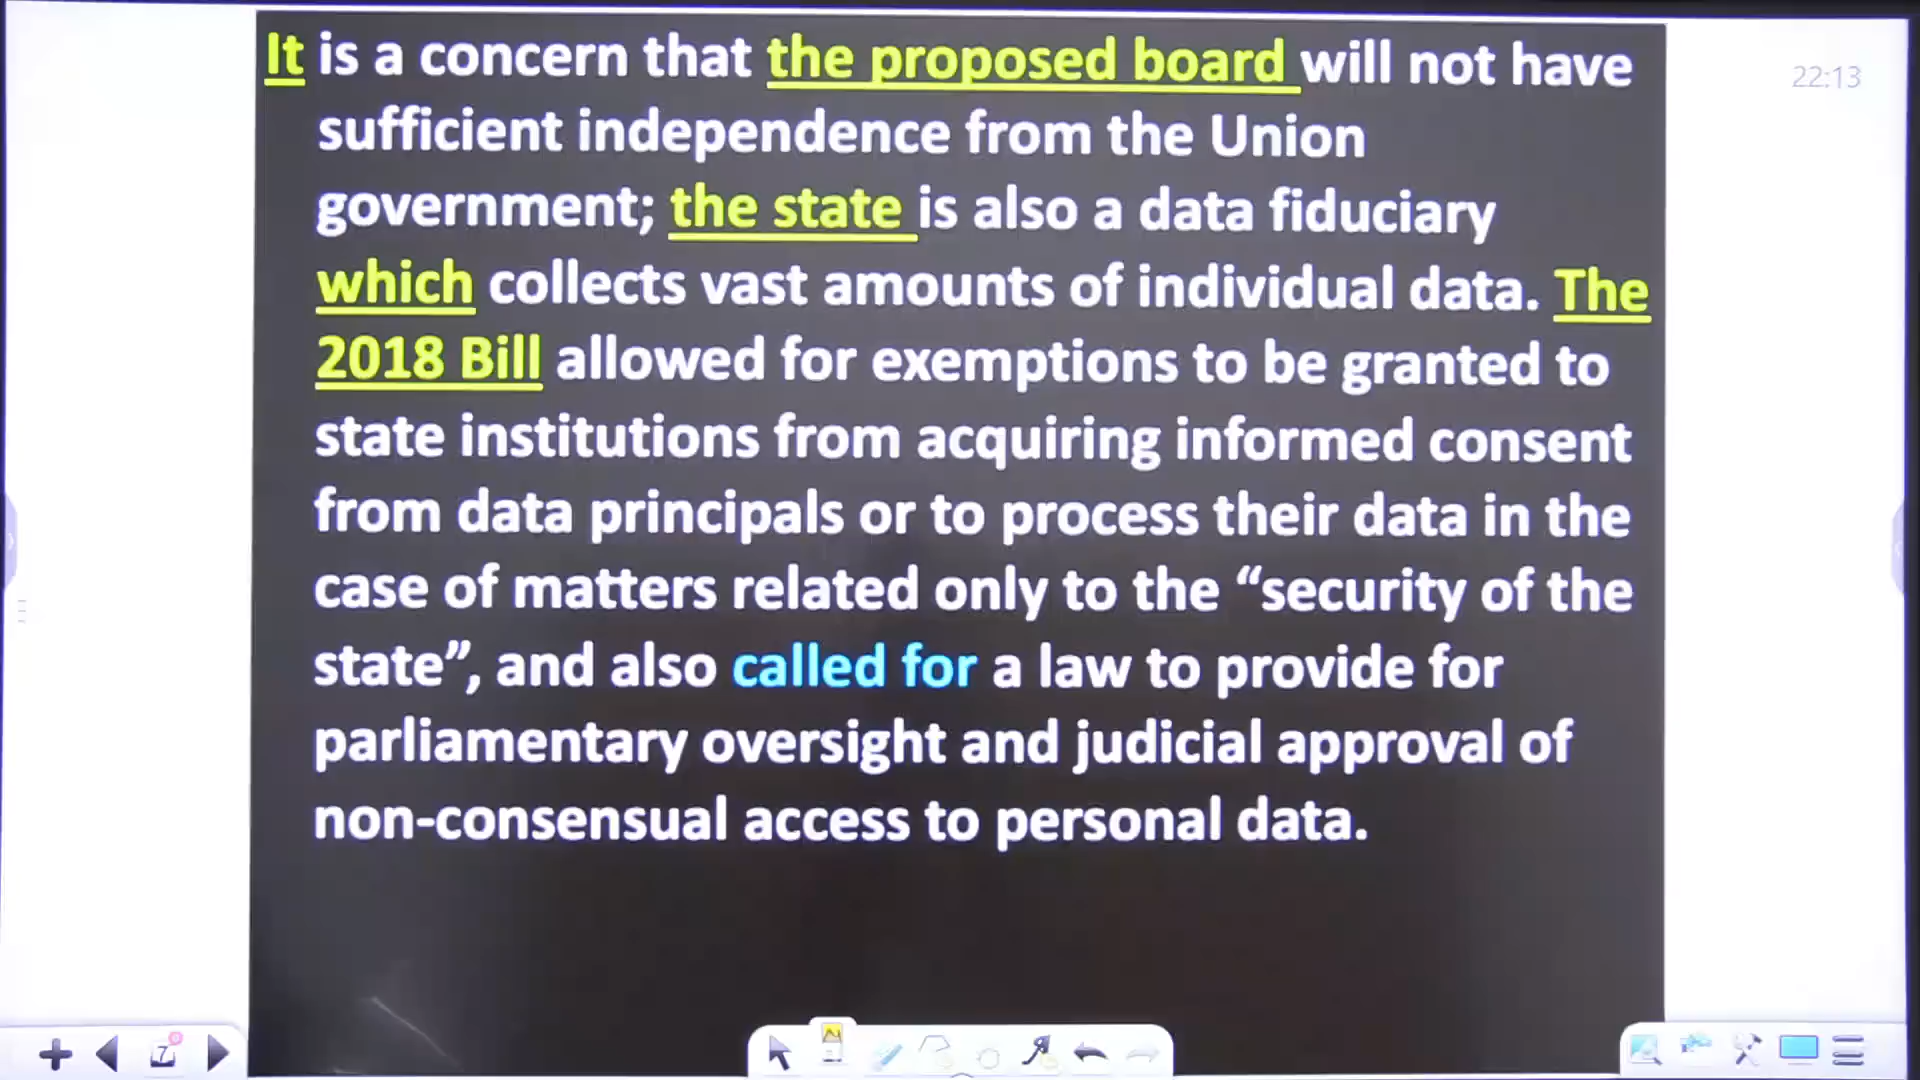 It is a concern that the proposed board will not have
22:13
sufficient independence from the Union
government; the state is also a data fiduciary
which collects vast amounts of individual data. The
2018 Bill allowed for exemptions to be granted to
state institutions from acquiring informed consent
from data principals or to process their data in the
case of matters related only to the “security of the
state”, and also called for a law to provide for
parliamentary oversight and judicial approval of
non-consensual access to personal data.
7